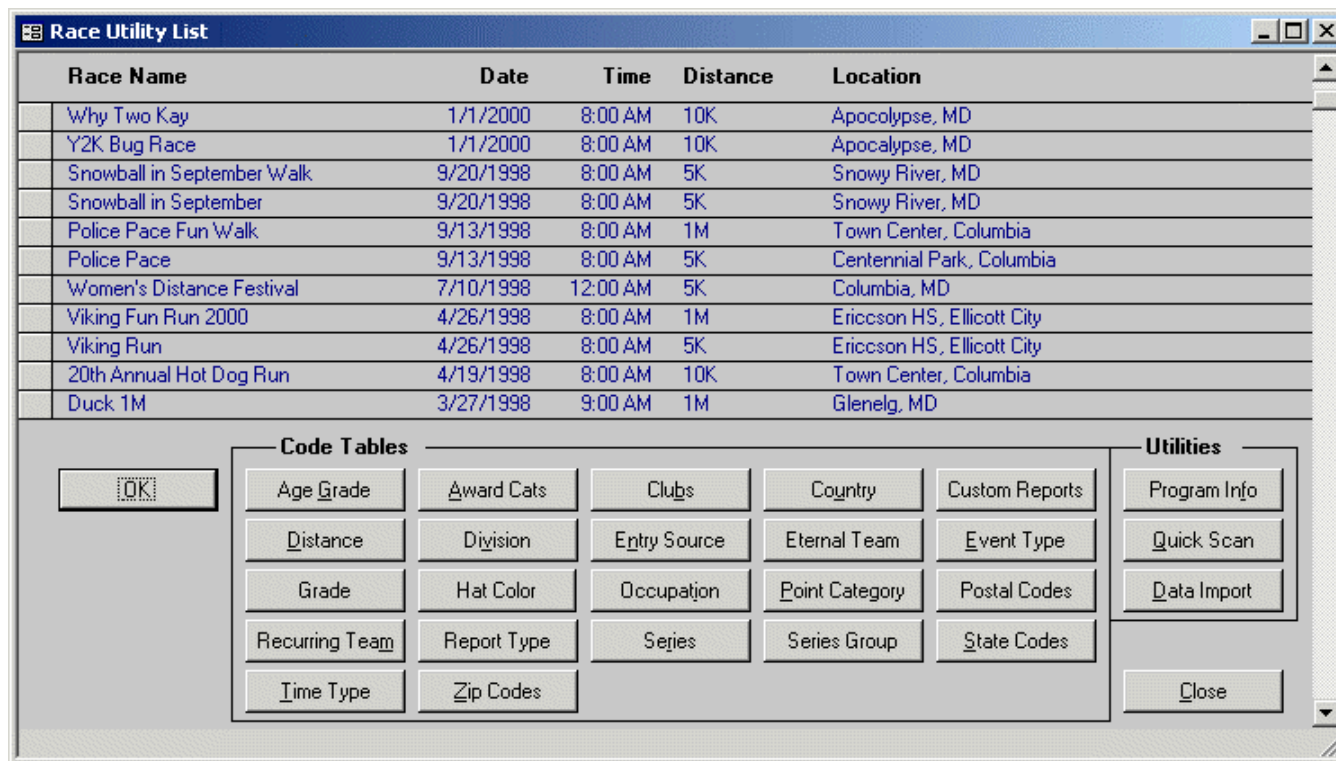 Race Utility List
Race Name Date Time Distance Location
Why Two Kay 1/1/2000 8:00 AM 10K Apocolypse, MD
Y2K Bug Race 1/1/2000 8:00 AM 10K Apocalypse, MD
Snowball in September Walk 9/20/1998 8:00 AM 5K Snowy River, MD
Snowball in September 9/20/1998 8:00 AM 5K Snowy River, MD
Police Pace Fun Walk 9/13/1998 8:00 AM 1M Town Center, Columbia
Police Pace 9/13/1998 8:00 AM 5K Centennial Park, Columbia
Women's Distance Festival 7/10/1998 12:00 AM 5K Columbia, MD
Viking Fun Run 2000 4/26/1998 8:00 AM 1M Ericcson HS, Ellicott City
Viking Run 4/26/1998 8:00 AM 5K Ericcson HS, Ellicott City
20th Annual Hot Dog Run 4/19/1998 8:00 AM 10K Town Center, Columbia
Duck 1M 3/27/1998 9:00 AM 1M Glenelg, MD
Code Tables Utilities
OK Age Grade Award Cats Clubs Country Custom Reports Program Info
Distance Division Entry Source Eternal Team Event Type Quick Scan
Grade Hat Color Occupation Point Category Postal Codes Data Import
Recurring Team Report Type Series Series Group State Codes
Time Type Zip Codes Close